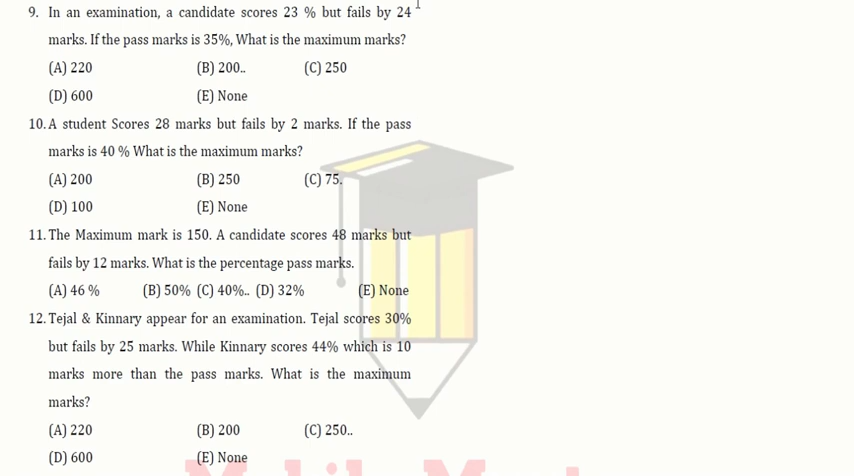 9. In an examination, a candidate scores 23 % but fails by 24
marks. If the pass marks is 35%, What is the maximum marks?
(A) 220 (B) 200.. (C) 250
(D) 600 (E) None
10. A student Scores 28 marks but fails by 2 marks. If the pass
marks is 40 % What is the maximum marks?
(A) 200 (B) 250 (C) 75.
(D) 100 (E) None
11. The Maximum mark is 150. A candidate scores 48 marks but
fails by 12 marks. What is the percentage pass marks.
(A) 46 % (B) 50% (C) 40%.. (D) 32% (E) None
12. Tejal & Kinnary appear for an examination. Tejal scores 30%
but fails by 25 marks. While Kinnary scores 44% which is 10
marks more than the pass marks. What is the maximum
marks?
(A) 220 (B) 200 (C) 250..
(D) 600 (E) None